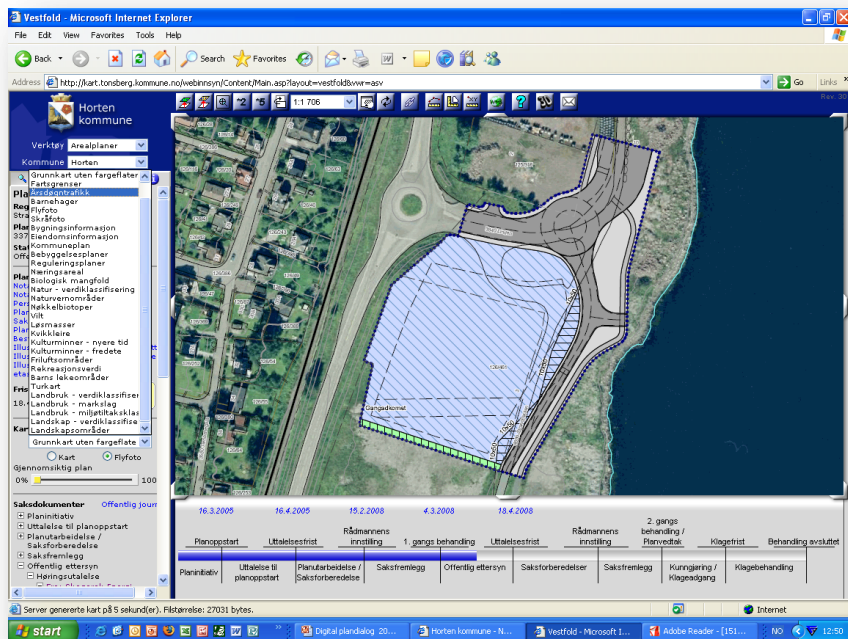 Vestfold - Microsoft Internet Explorer
File Edit View Favorites Tools Help
Back Search Favorites
Address http://kart.tonsberg.kommune.no/webinnsyn/Content/Main.asp?layout=vestfold&vwr=asv Go Links
Horten
kommune
*2 *5 1:1 706
Verktøy Arealplaner
Kommune Horten
Grunnkart uten fargeflater
Fartsgrenser
Årsdøgntrafikk
Barnehager
Flyfoto
Skråfoto
Bygningsinformasjon
Eiendomsinformasjon
Kommuneplan
Bebyggelsesplaner
Reguleringsplaner
Næringsareal
Biologisk mangfold
Natur - verdiklassifisering
Naturvernområder
Nøkkelbiotoper
Vilt
Løsmasser
Kvikkleire
Kulturminner - nyere tid
Kulturminner - fredete
Friluftsområder
Rekreasjonsverdi
Barns lekeområder
Turkart
Landbruk - verdiklassifiser
Landbruk - markslag
Landbruk - miljøtiltaksklas
Landskap - verdiklassifise
Landskapsområder
Grunnkart uten fargeflate
Kart Flyfoto
Gjennomsiktig plan
0% 100
Saksdokumenter Offentlig jour
Planinitiativ
Uttalelse til planoppstart
Planutarbeidelse /
Saksforberedelse
Saksfremlegg
Offentlig ettersyn
Høringsutalelse
Gangadkomst
16.3.2005 16.4.2005 15.2.2008 4.3.2008 18.4.2008
Planoppstart Uttalelsesfrist Rådmannens innstilling 1. gangs behandling Uttalelsesfrist Rådmannens innstilling 2. gangs behandling / Planvedtak Klagefrist Behandling avsluttet
Planinitiativ Uttalelse til planoppstart Planutarbeidelse / Saksforberedelse Saksfremlegg Offentlig ettersyn Saksforberedelser Saksfremlegg Kunngjøring / Klageadgang Klagebehandling
Server genererte kart på 5 sekund(er). Filstørrelse: 27031 bytes. Internet
start Digital plandialog 20... Horten kommune - N... Vestfold - Microsoft I... Adobe Reader - [151... NO 12:50